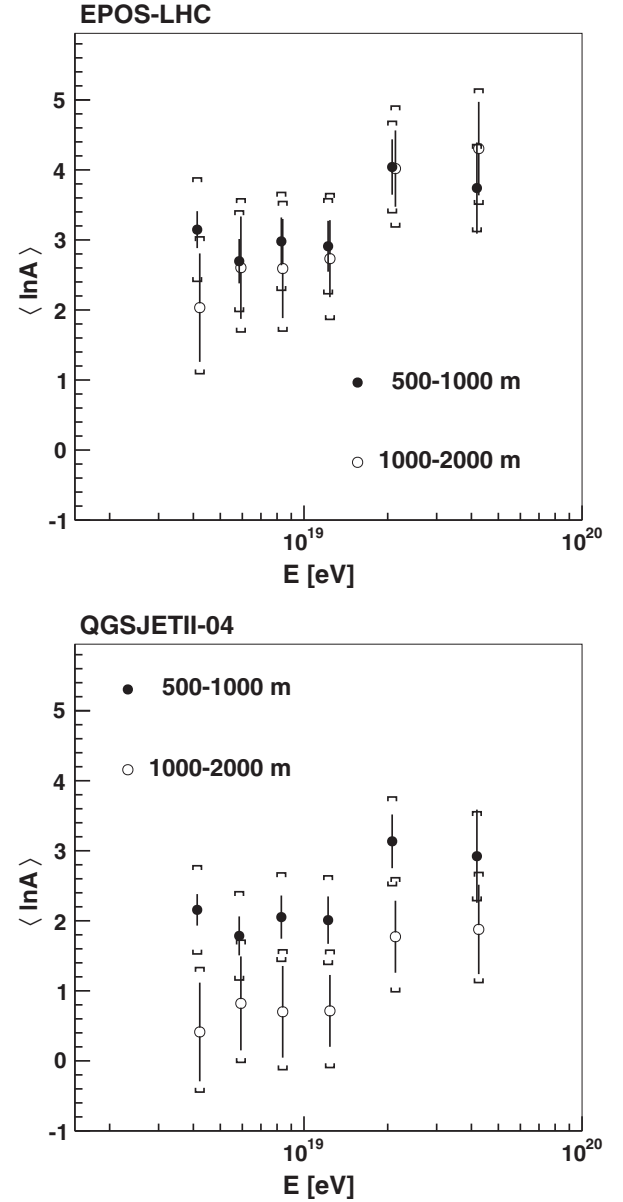 EPOS-LHC
5
4
3
2
1
0
-1
⟨ lnA ⟩
500-1000 m
1000-2000 m
10^19
10^20
E [eV]
QGSJETII-04
500-1000 m
1000-2000 m
5
4
3
2
1
0
-1
⟨ lnA ⟩
10^19
10^20
E [eV]